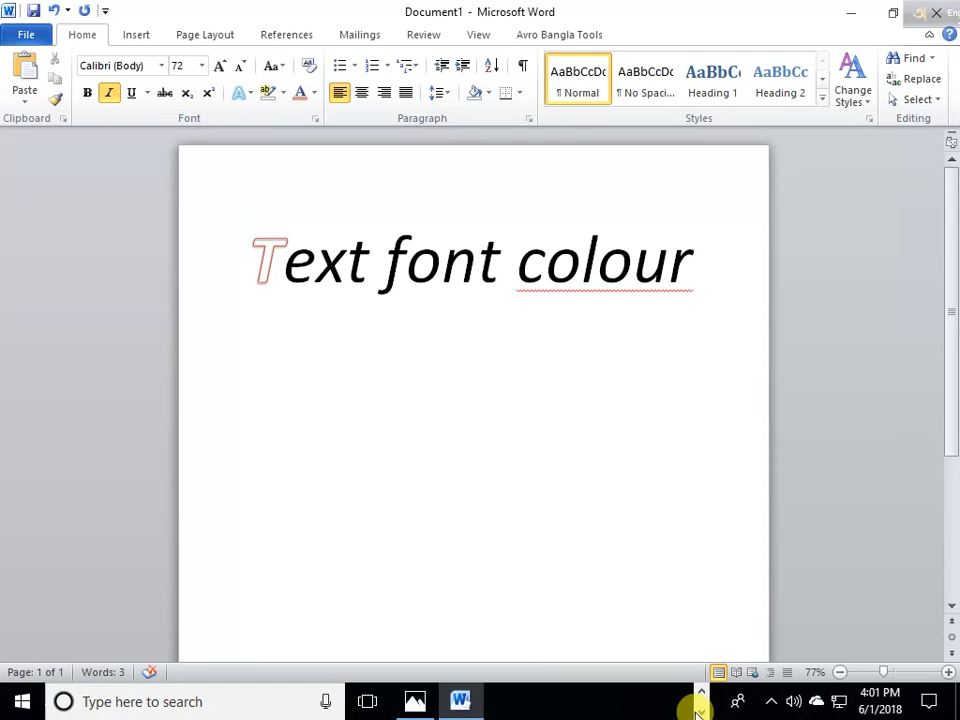 Document1 - Microsoft Word
File Home Insert Page Layout References Mailings Review View Avro Bangla Tools
Calibri (Body) 72 Aa
AaBbCcDc AaBbCcDc AaBbC AaBbCc
Find
Replace
Select
Paste
B I U abc
¶ Normal ¶ No Spaci... Heading 1 Heading 2
Change Styles
Clipboard Font Paragraph Styles Editing
Text font colour
Page: 1 of 1 Words: 3 77%
Type here to search
4:01 PM
6/1/2018